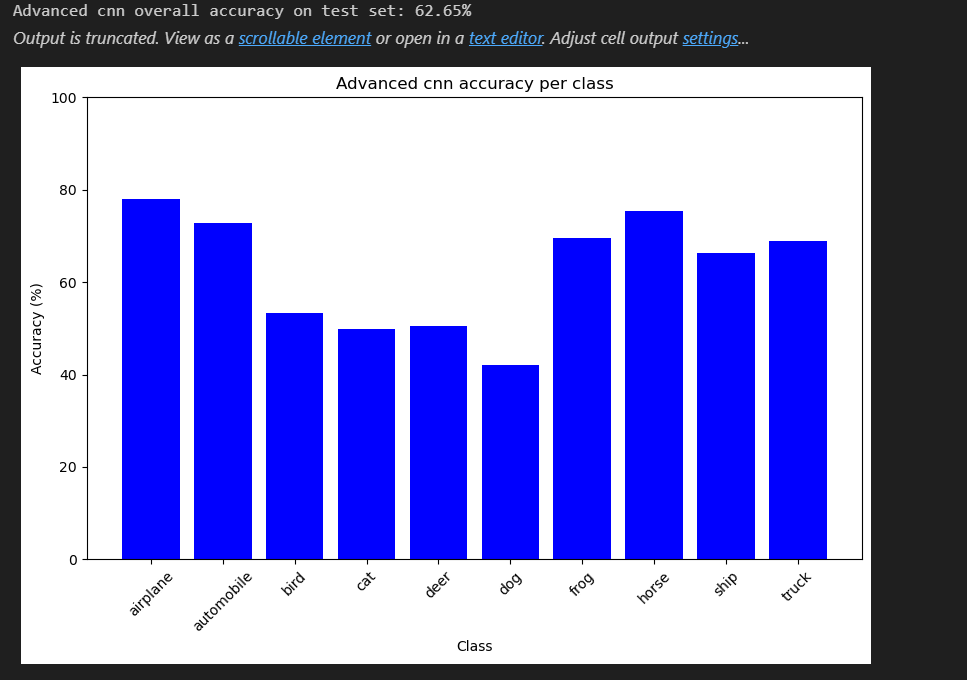 Advanced cnn overall accuracy on test set: 62.65%
Output is truncated. View as a scrollable element or open in a text editor. Adjust cell output settings...
Advanced cnn accuracy per class
100
80
60
40
20
0
Accuracy (%)
airplane
automobile
bird
cat
deer
dog
frog
horse
ship
truck
Class